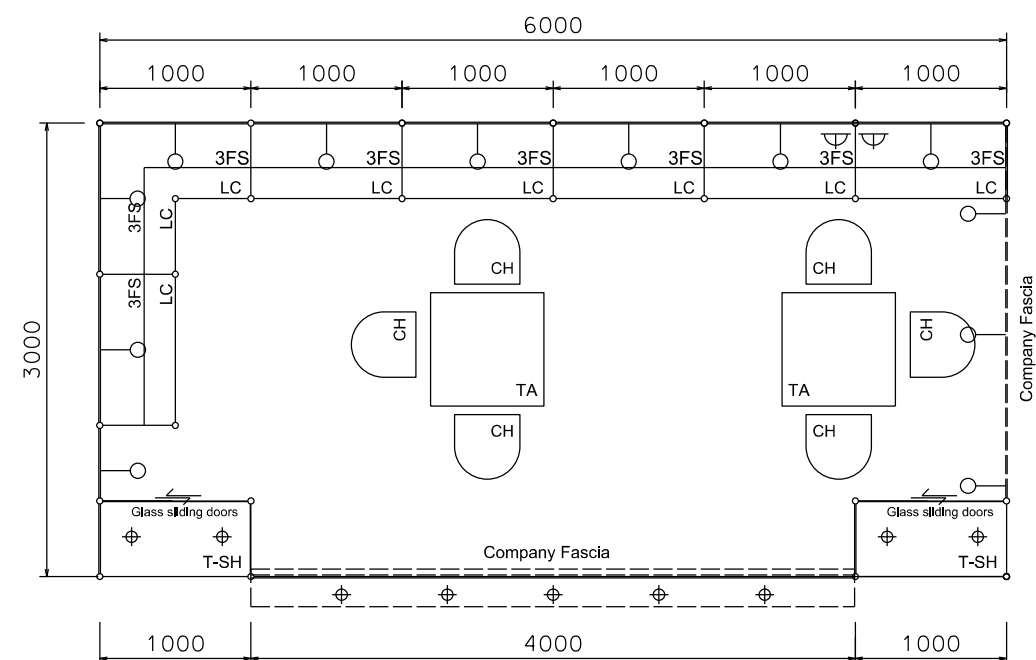 6000
1000 1000 1000 1000 1000 1000
3FS 3FS 3FS 3FS 3FS 3FS
LC LC LC LC LC LC
3FS LC
3FS LC
CH CH
CH CH
TA TA
CH CH
3000
Company Fascia
Glass sliding doors Glass sliding doors
T-SH T-SH
Company Fascia
1000 4000 1000